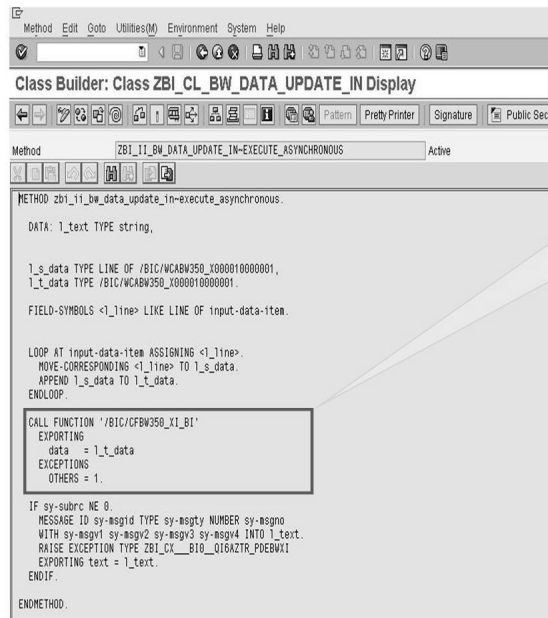 Method Edit Goto Utilities(M) Environment System Help
Class Builder: Class ZBI_CL_BW_DATA_UPDATE_IN Display
Pattern Pretty Printer Signature Public Sec
Method ZBI_II_BW_DATA_UPDATE_IN~EXECUTE_ASYNCHRONOUS Active
METHOD zbi_ii_bw_data_update_in~execute_asynchronous.
DATA: l_text TYPE string,
l_s_data TYPE LINE OF /BIC/WCABW350_X000010000001,
l_t_data TYPE /BIC/WCABW350_X000010000001.
FIELD-SYMBOLS <l_line> LIKE LINE OF input-data-item.
LOOP AT input-data-item ASSIGNING <l_line>.
MOVE-CORRESPONDING <l_line> TO l_s_data.
APPEND l_s_data TO l_t_data.
ENDLOOP.
CALL FUNCTION '/BIC/CFBW350_XI_BI'
EXPORTING
data = l_t_data
EXCEPTIONS
OTHERS = 1.
IF sy-subrc NE 0.
MESSAGE ID sy-msgid TYPE sy-msgty NUMBER sy-msgno
WITH sy-msgv1 sy-msgv2 sy-msgv3 sy-msgv4 INTO l_text.
RAISE EXCEPTION TYPE ZBI_CX___BI0__QI6AZTR_PDEBWXI
EXPORTING text = l_text.
ENDIF.
ENDMETHOD.